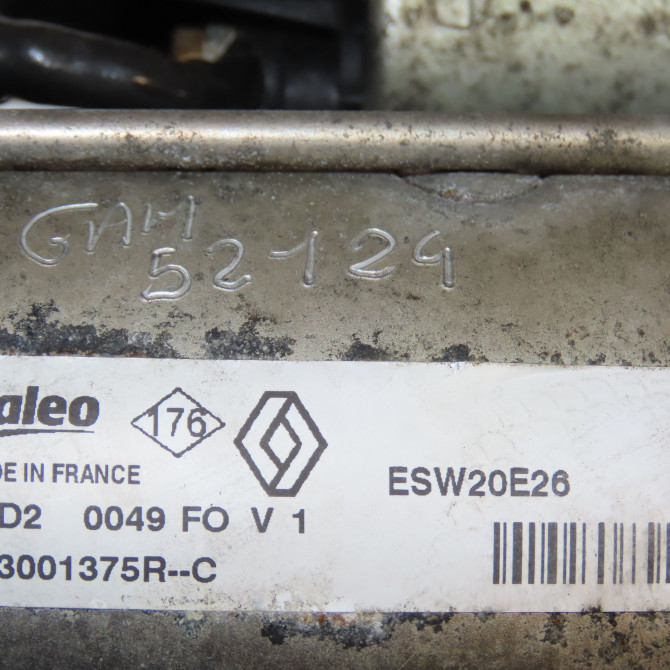 GAM
52129
aleo
176
DE IN FRANCE
ESW20E26
D2 0049 FO V 1
3001375R--C